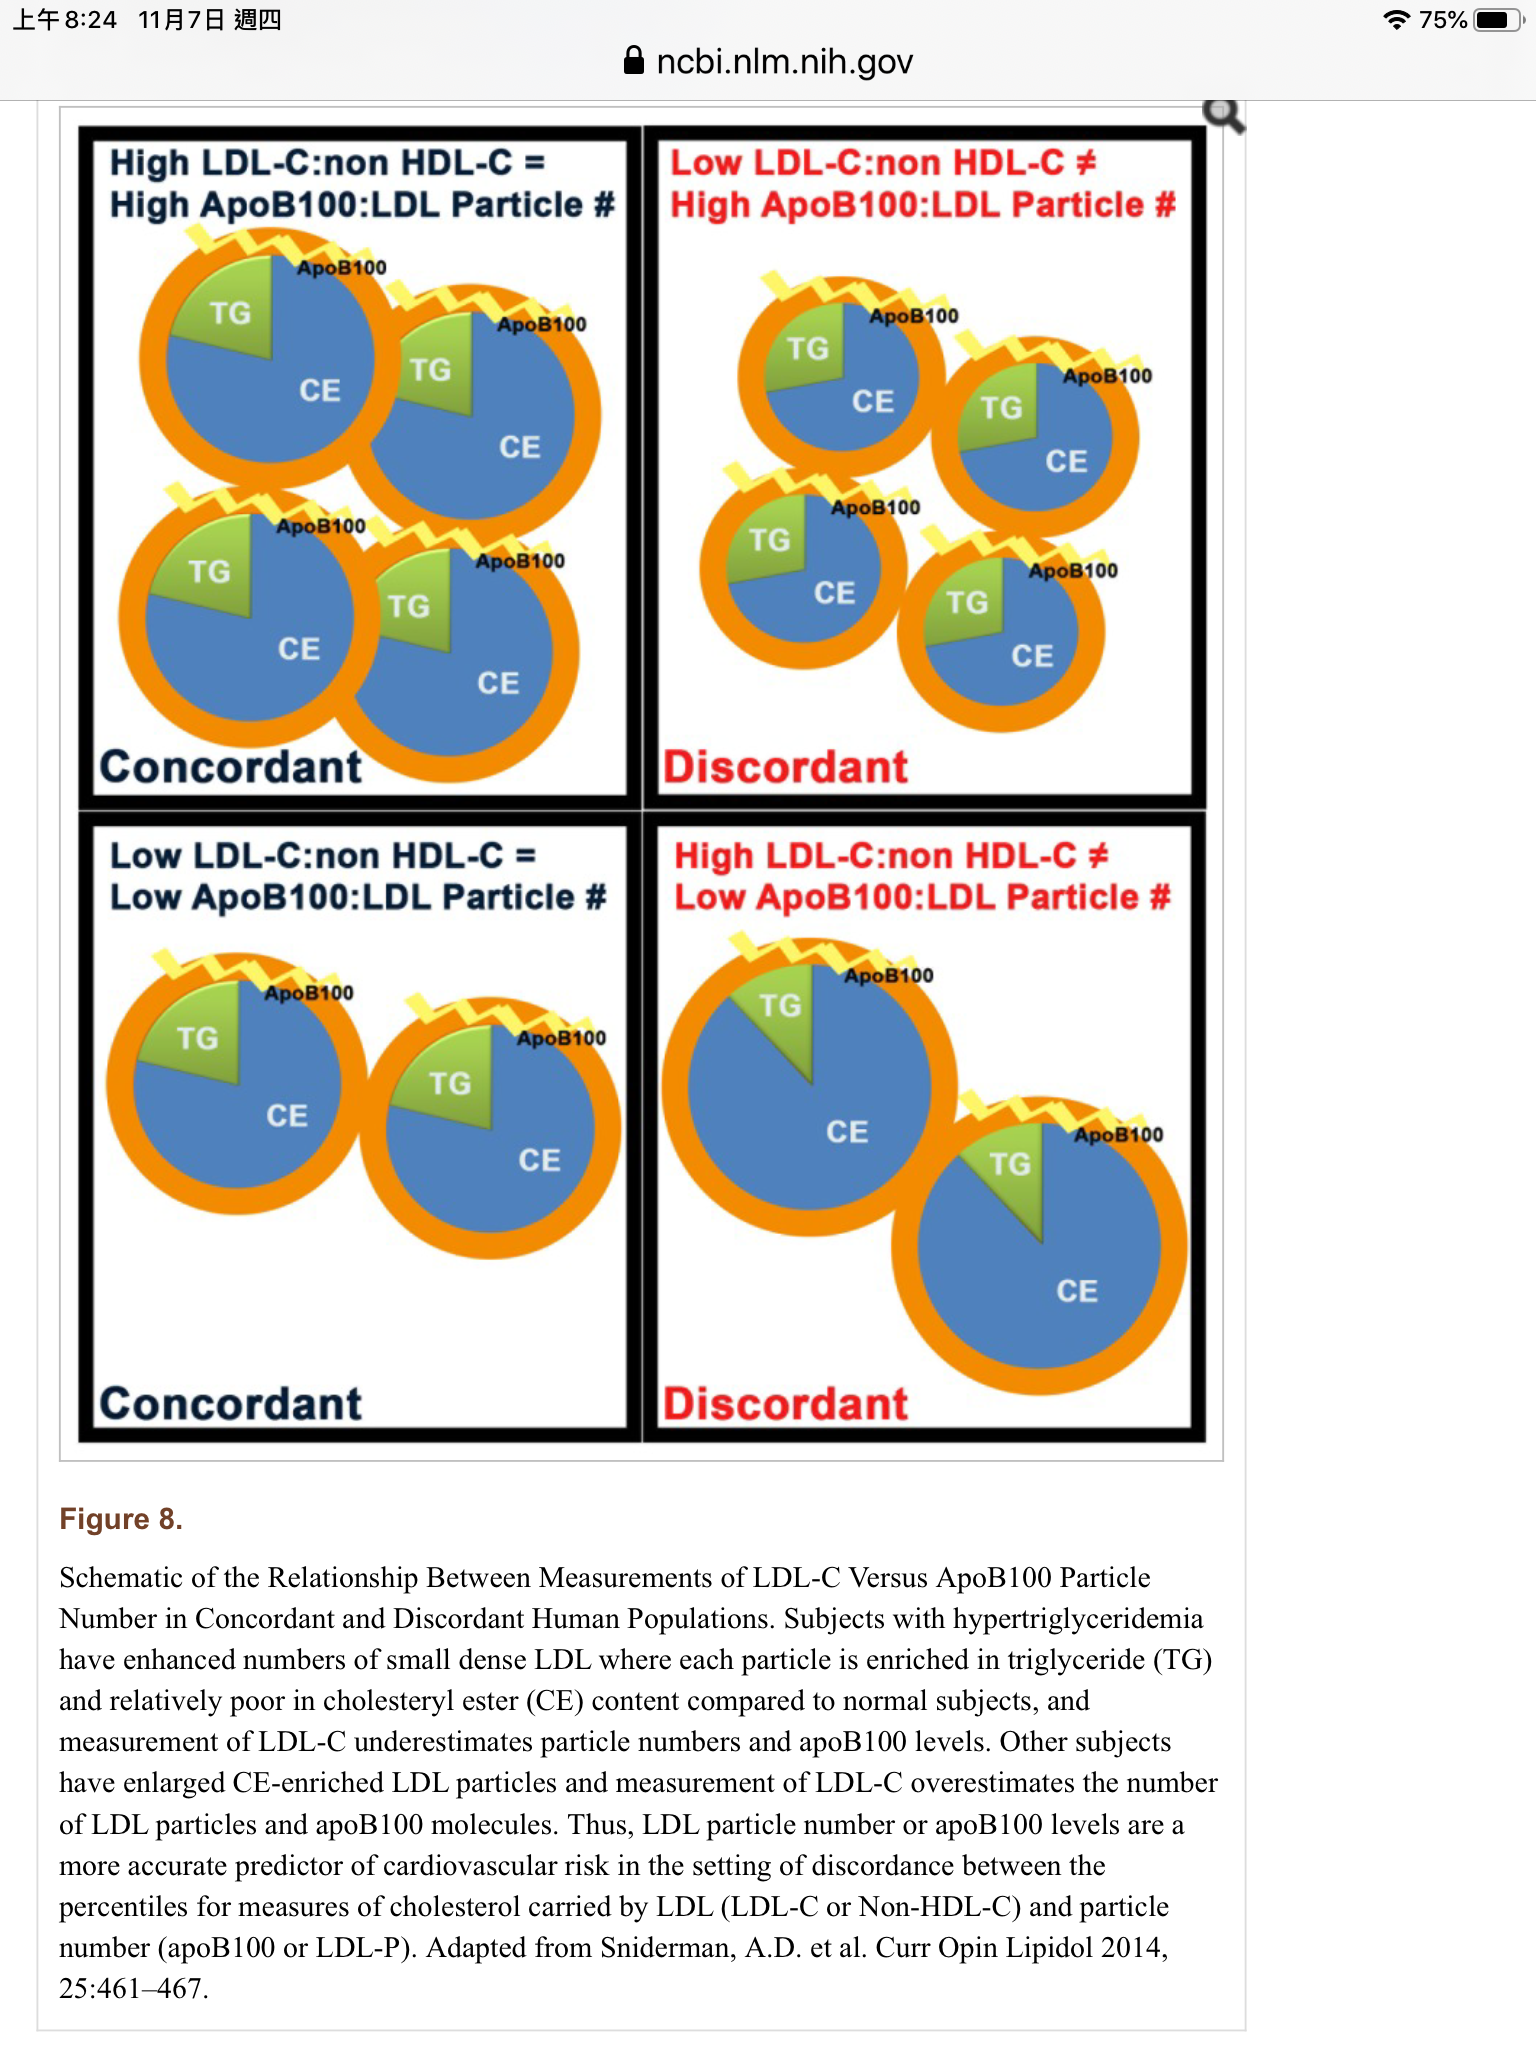 上午8:24 11月7日 週四
75%
ncbi.nlm.nih.gov
High LDL-C:non HDL-C =
High ApoB100:LDL Particle #
ApoB100
TG
CE
ApoB100
TG
CE
ApoB100
TG
CE
ApoB100
TG
CE
Concordant
Low LDL-C:non HDL-C ≠
High ApoB100:LDL Particle #
ApoB100
TG
CE
ApoB100
TG
CE
ApoB100
TG
CE
ApoB100
TG
CE
Discordant
Low LDL-C:non HDL-C =
Low ApoB100:LDL Particle #
ApoB100
TG
CE
ApoB100
TG
CE
Concordant
High LDL-C:non HDL-C ≠
Low ApoB100:LDL Particle #
ApoB100
TG
CE
ApoB100
TG
CE
Discordant
Figure 8.
Schematic of the Relationship Between Measurements of LDL-C Versus ApoB100 Particle
Number in Concordant and Discordant Human Populations. Subjects with hypertriglyceridemia
have enhanced numbers of small dense LDL where each particle is enriched in triglyceride (TG)
and relatively poor in cholesteryl ester (CE) content compared to normal subjects, and
measurement of LDL-C underestimates particle numbers and apoB100 levels. Other subjects
have enlarged CE-enriched LDL particles and measurement of LDL-C overestimates the number
of LDL particles and apoB100 molecules. Thus, LDL particle number or apoB100 levels are a
more accurate predictor of cardiovascular risk in the setting of discordance between the
percentiles for measures of cholesterol carried by LDL (LDL-C or Non-HDL-C) and particle
number (apoB100 or LDL-P). Adapted from Sniderman, A.D. et al. Curr Opin Lipidol 2014,
25:461–467.